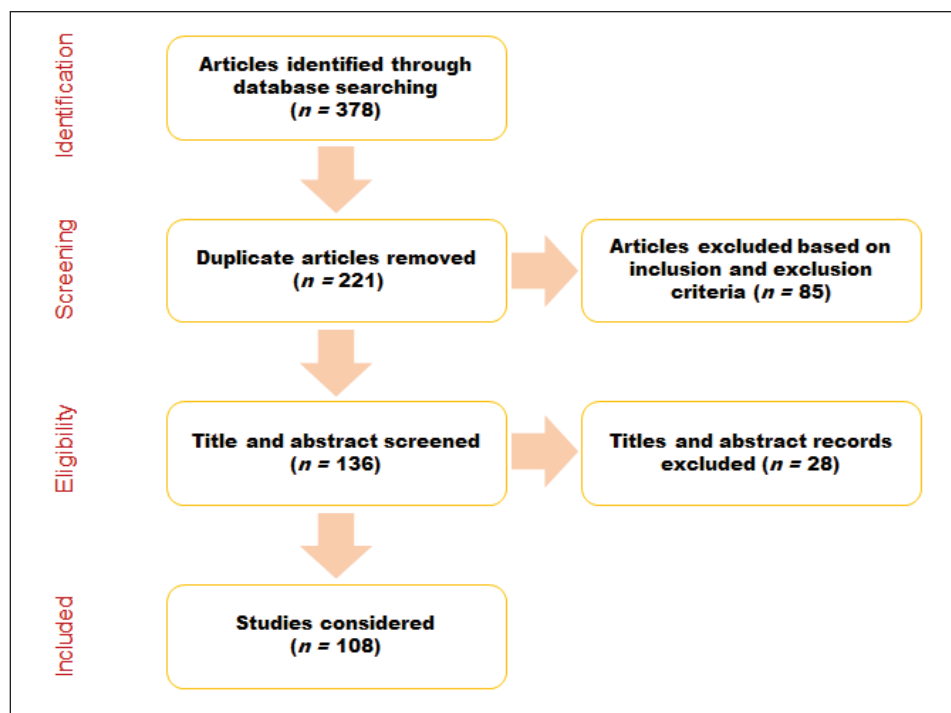 Identification
Articles identified through
database searching
(n = 378)
Screening
Duplicate articles removed
(n = 221)
Articles excluded based on
inclusion and exclusion
criteria (n = 85)
Eligibility
Title and abstract screened
(n = 136)
Titles and abstract records
excluded (n = 28)
Included
Studies considered
(n = 108)